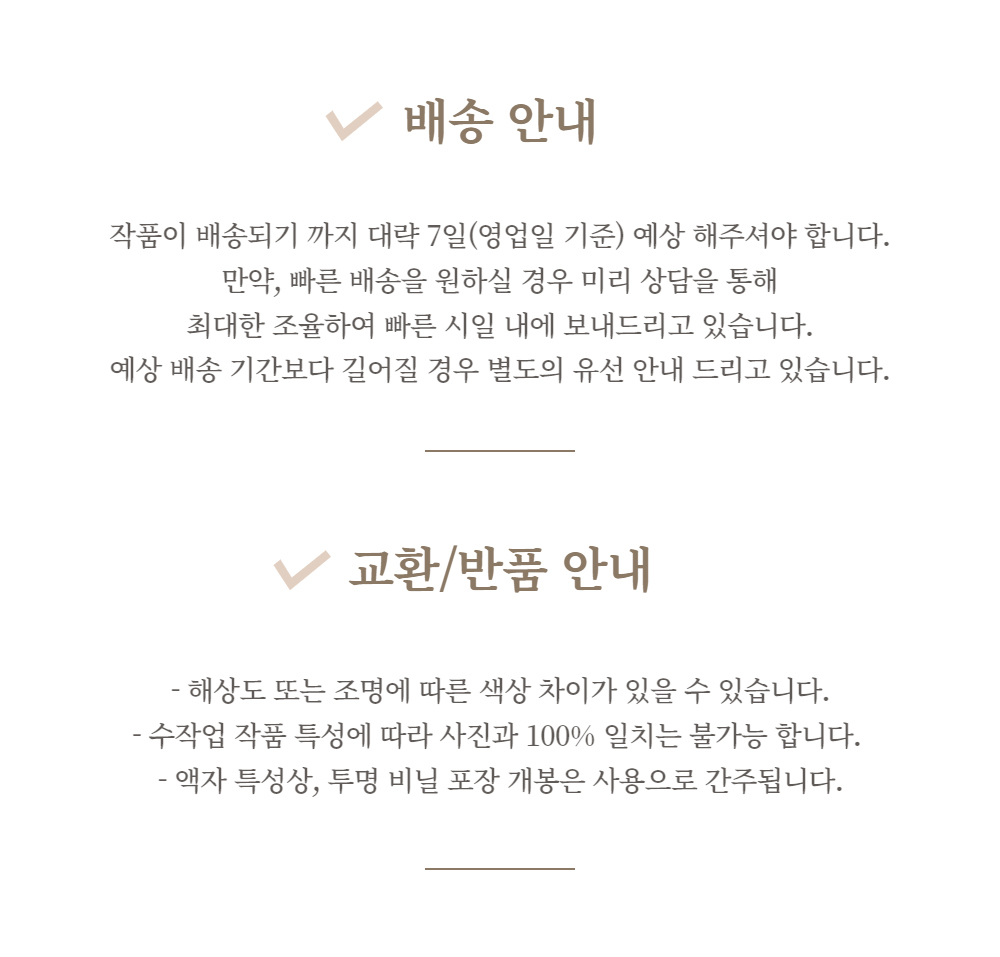 배송 안내
작품이 배송되기 까지 대략 7일(영업일 기준) 예상 해주셔야 합니다.
만약, 빠른 배송을 원하실 경우 미리 상담을 통해
최대한 조율하여 빠른 시일 내에 보내드리고 있습니다.
예상 배송 기간보다 길어질 경우 별도의 유선 안내 드리고 있습니다.
교환/반품 안내
- 해상도 또는 조명에 따른 색상 차이가 있을 수 있습니다.
- 수작업 작품 특성에 따라 사진과 100% 일치는 불가능 합니다.
- 액자 특성상, 투명 비닐 포장 개봉은 사용으로 간주됩니다.